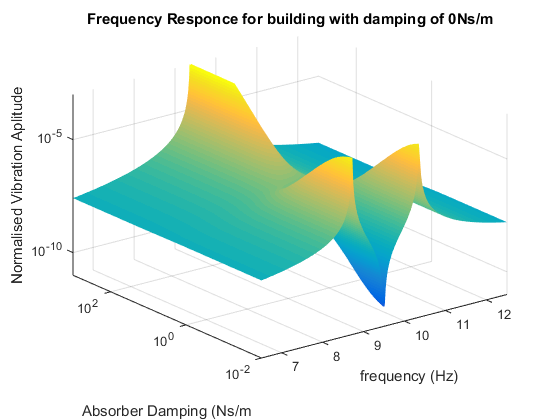 Frequency Responce for building with damping of 0Ns/m
Normalised Vibration Aplitude
10^-5
10^-10
10^2
10^0
10^-2
7
8
9
10
11
12
frequency (Hz)
Absorber Damping (Ns/m